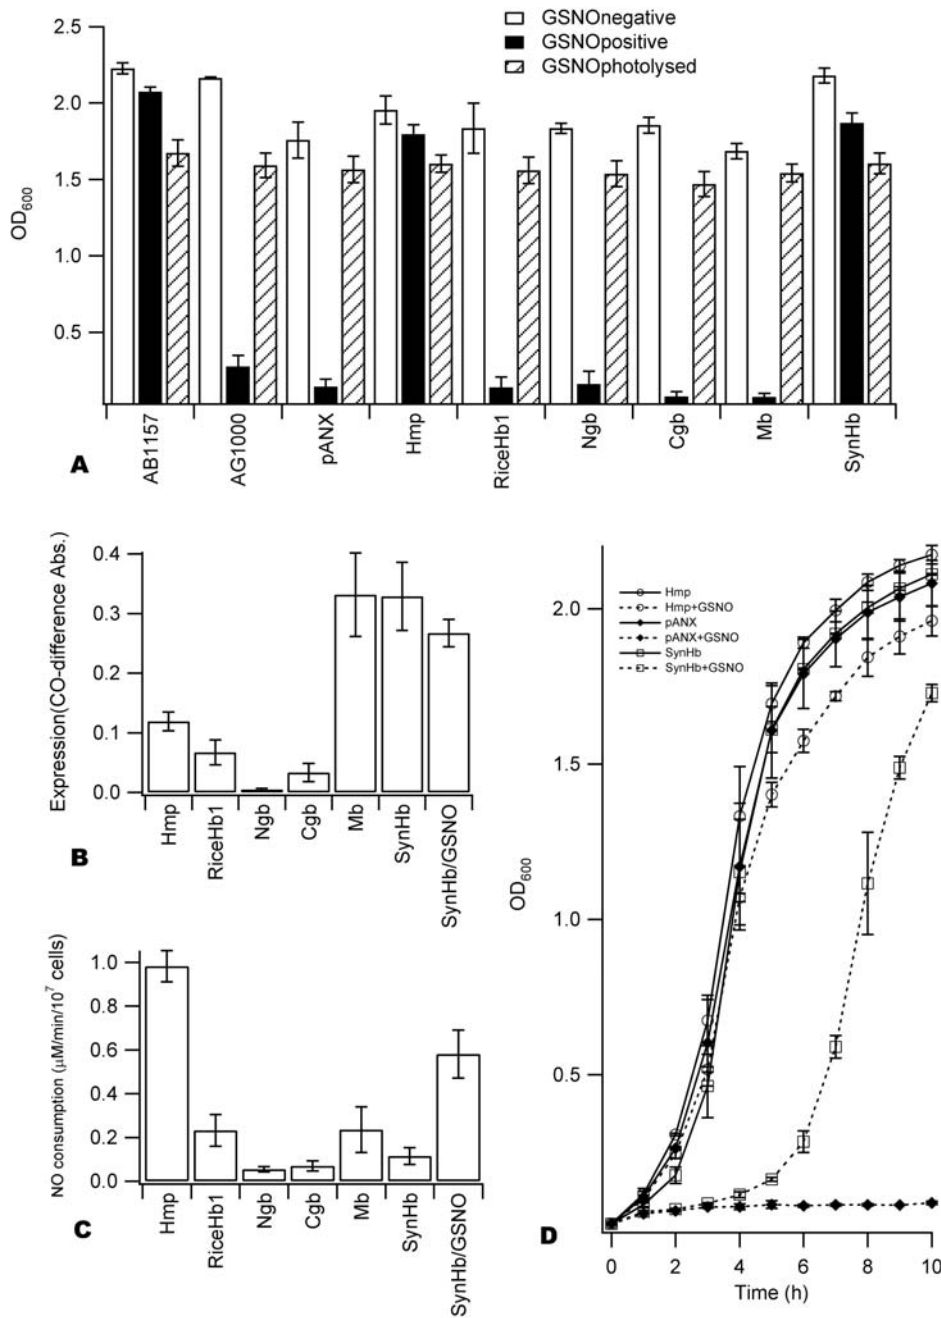 GSNOnegative
GSNOpositive
GSNOphotolysed
2.5
2.0
1.5
1.0
0.5
OD600
AB1157
AG1000
pANX
Hmp
RiceHb1
Ngb
Cgb
Mb
SynHb
A
Expression(CO-difference Abs.)
0.4
0.3
0.2
0.1
0.0
Hmp
RiceHb1
Ngb
Cgb
Mb
SynHb
SynHb/GSNO
B
NO consumption (µM/min/10⁷ cells)
1.0
0.8
0.6
0.4
0.2
0.0
Hmp
RiceHb1
Ngb
Cgb
Mb
SynHb
SynHb/GSNO
C
Hmp
Hmp+GSNO
pANX
pANX+GSNO
SynHb
SynHb+GSNO
2.0
1.5
1.0
0.5
OD600
D
0
2
4
6
8
10
Time (h)